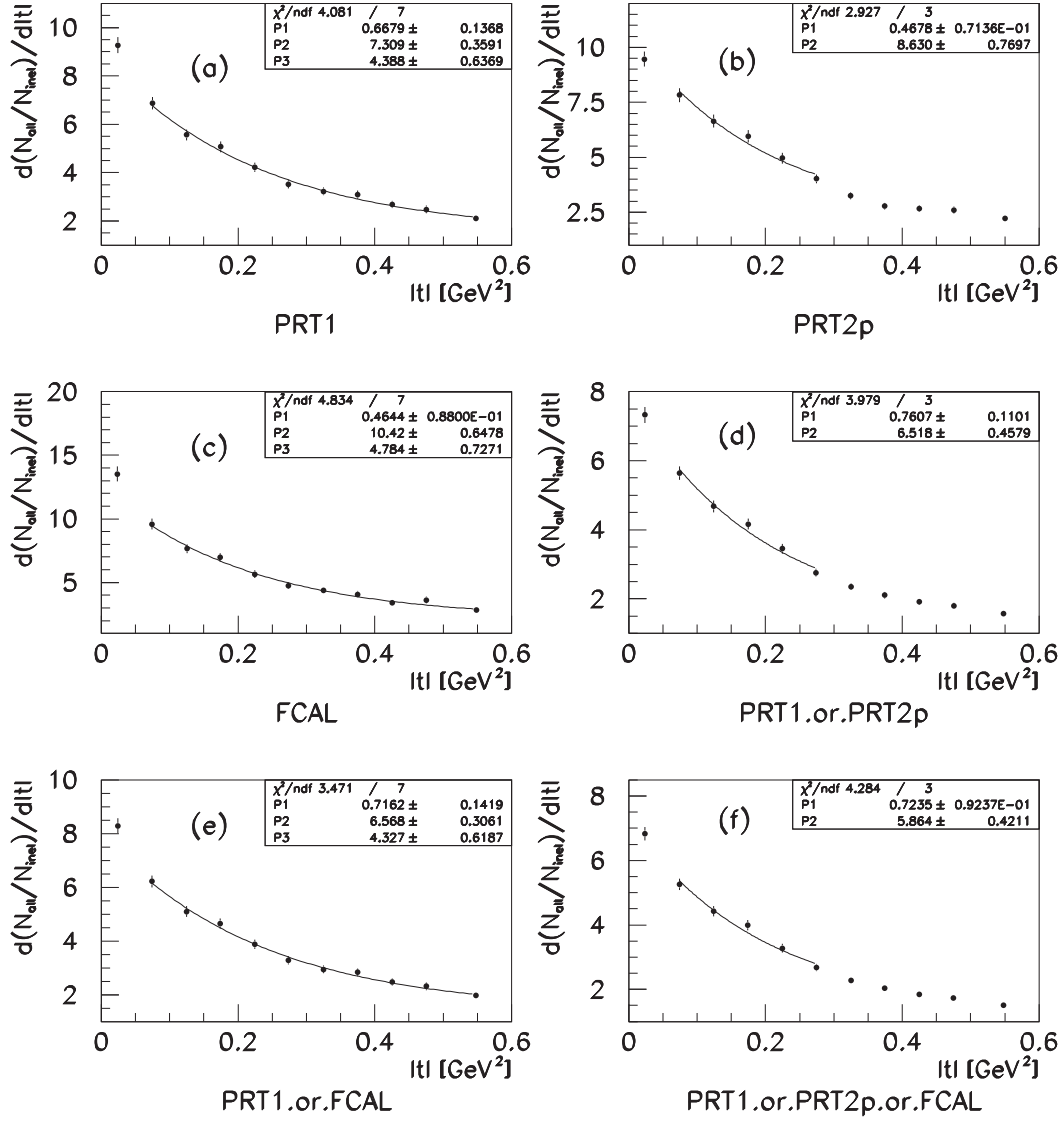 d(N_all/N_inel)/d|t|
10
8
6
4
2
χ²/ndf 4.081 / 7
P1 0.6679 ± 0.1368
P2 7.309 ± 0.3591
P3 4.388 ± 0.6369
(a)
0 0.2 0.4 0.6
|t| [GeV²]
PRT1
d(N_all/N_inel)/d|t|
10
7.5
5
2.5
χ²/ndf 2.927 / 3
P1 0.4678 ± 0.7136E-01
P2 8.630 ± 0.7697
(b)
0 0.2 0.4 0.6
|t| [GeV²]
PRT2p
d(N_all/N_inel)/d|t|
20
15
10
5
χ²/ndf 4.834 / 7
P1 0.4644 ± 0.8800E-01
P2 10.42 ± 0.6478
P3 4.784 ± 0.7271
(c)
0 0.2 0.4 0.6
|t| [GeV²]
FCAL
d(N_all/N_inel)/d|t|
8
6
4
2
χ²/ndf 3.979 / 3
P1 0.7607 ± 0.1101
P2 6.518 ± 0.4579
(d)
0 0.2 0.4 0.6
|t| [GeV²]
PRT1.or.PRT2p
d(N_all/N_inel)/d|t|
10
8
6
4
2
χ²/ndf 3.471 / 7
P1 0.7162 ± 0.1419
P2 6.568 ± 0.3061
P3 4.327 ± 0.6187
(e)
0 0.2 0.4 0.6
|t| [GeV²]
PRT1.or.FCAL
d(N_all/N_inel)/d|t|
8
6
4
2
χ²/ndf 4.284 / 3
P1 0.7235 ± 0.9237E-01
P2 5.864 ± 0.4211
(f)
0 0.2 0.4 0.6
|t| [GeV²]
PRT1.or.PRT2p.or.FCAL